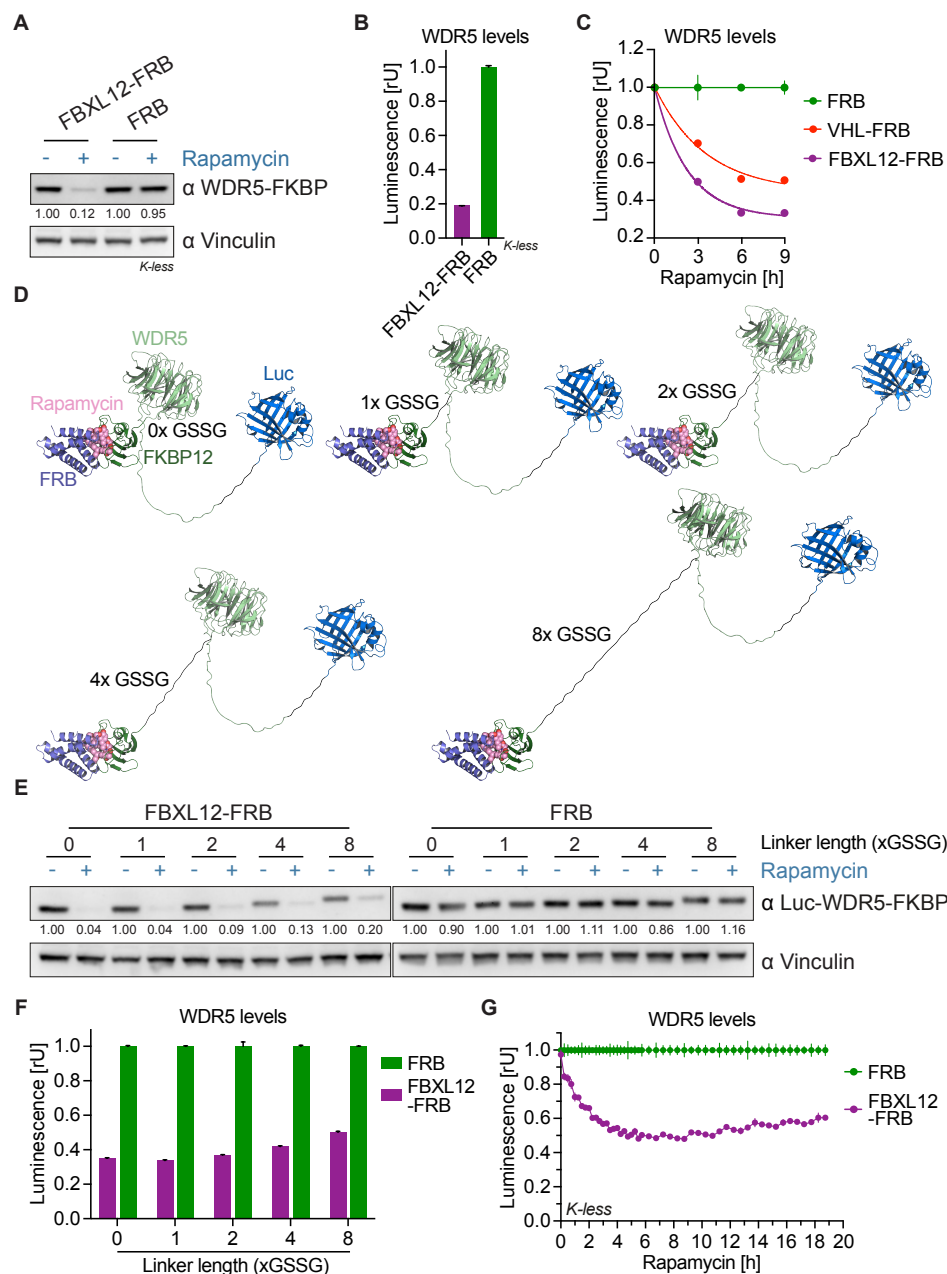 A
FBXL12-FRB
FRB
- + - + Rapamycin
α WDR5-FKBP
1.00 0.12 1.00 0.95
α Vinculin
K-less
B
WDR5 levels
Luminescence [rU]
1.0
0.8
0.6
0.4
0.2
0.0
FBXL12-FRB
FRB
K-less
C
WDR5 levels
Luminescence [rU]
1.2
1.0
0.8
0.6
0.4
0.2
0 3 6 9
Rapamycin [h]
FRB
VHL-FRB
FBXL12-FRB
D
WDR5
Luc
Rapamycin
0x GSSG
FKBP12
FRB
1x GSSG
2x GSSG
4x GSSG
8x GSSG
E
FBXL12-FRB FRB
0 1 2 4 8 0 1 2 4 8 Linker length (xGSSG)
- + - + - + - + - + - + - + - + - + - + Rapamycin
α Luc-WDR5-FKBP
1.00 0.04 1.00 0.04 1.00 0.09 1.00 0.13 1.00 0.20 1.00 0.90 1.00 1.01 1.00 1.11 1.00 0.86 1.00 1.16
α Vinculin
F
WDR5 levels
Luminescence [rU]
1.0
0.8
0.6
0.4
0.2
0.0
0 1 2 4 8
Linker length (xGSSG)
FRB
FBXL12
-FRB
G
WDR5 levels
Luminescence [rU]
1.0
0.8
0.6
0.4
0.2
0.0
K-less
0 2 4 6 8 10 12 14 16 18 20
Rapamycin [h]
FRB
FBXL12
-FRB